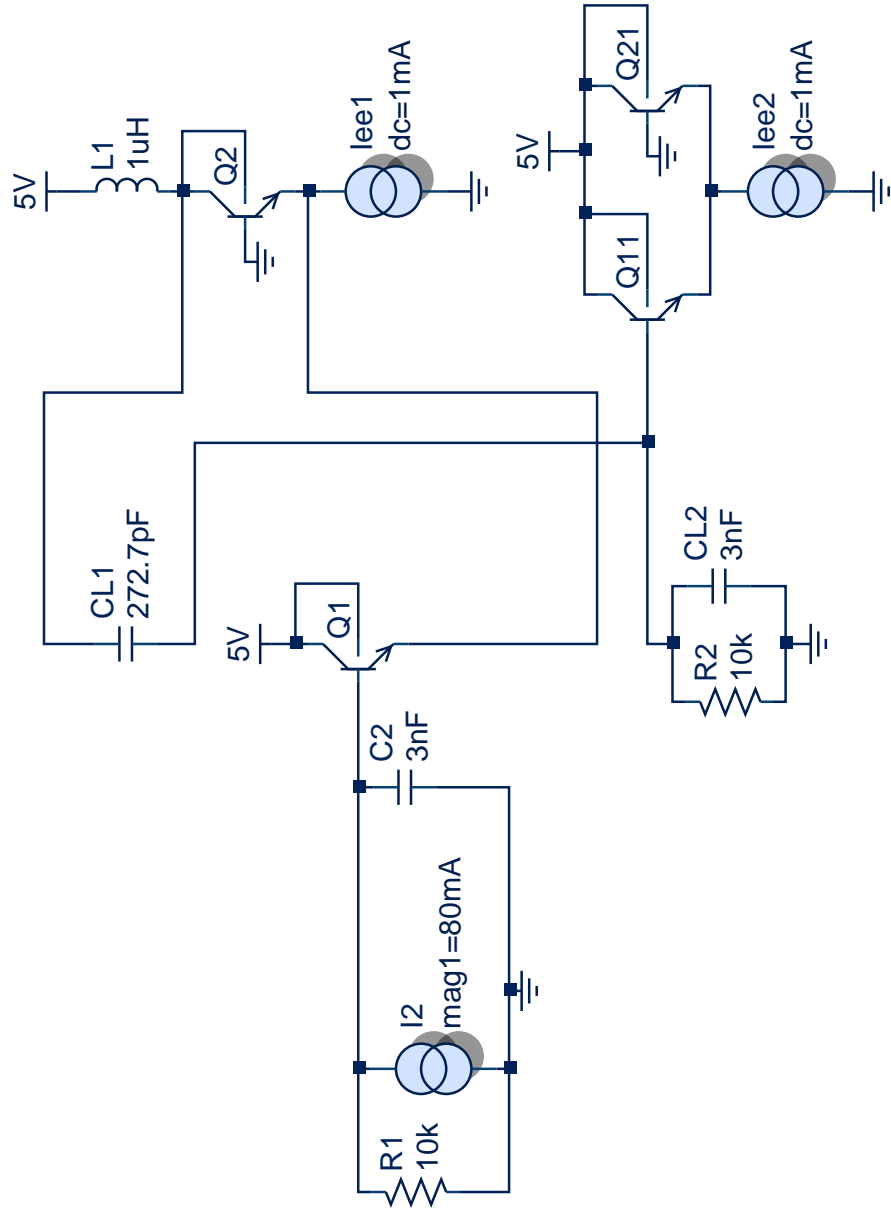 5V
L1
1uH
Q2
Iee1
dc=1mA
5V
Q21
Q11
Iee2
dc=1mA
CL1
272.7pF
5V
Q1
CL2
3nF
R2
10k
C2
3nF
I2
mag1=80mA
R1
10k